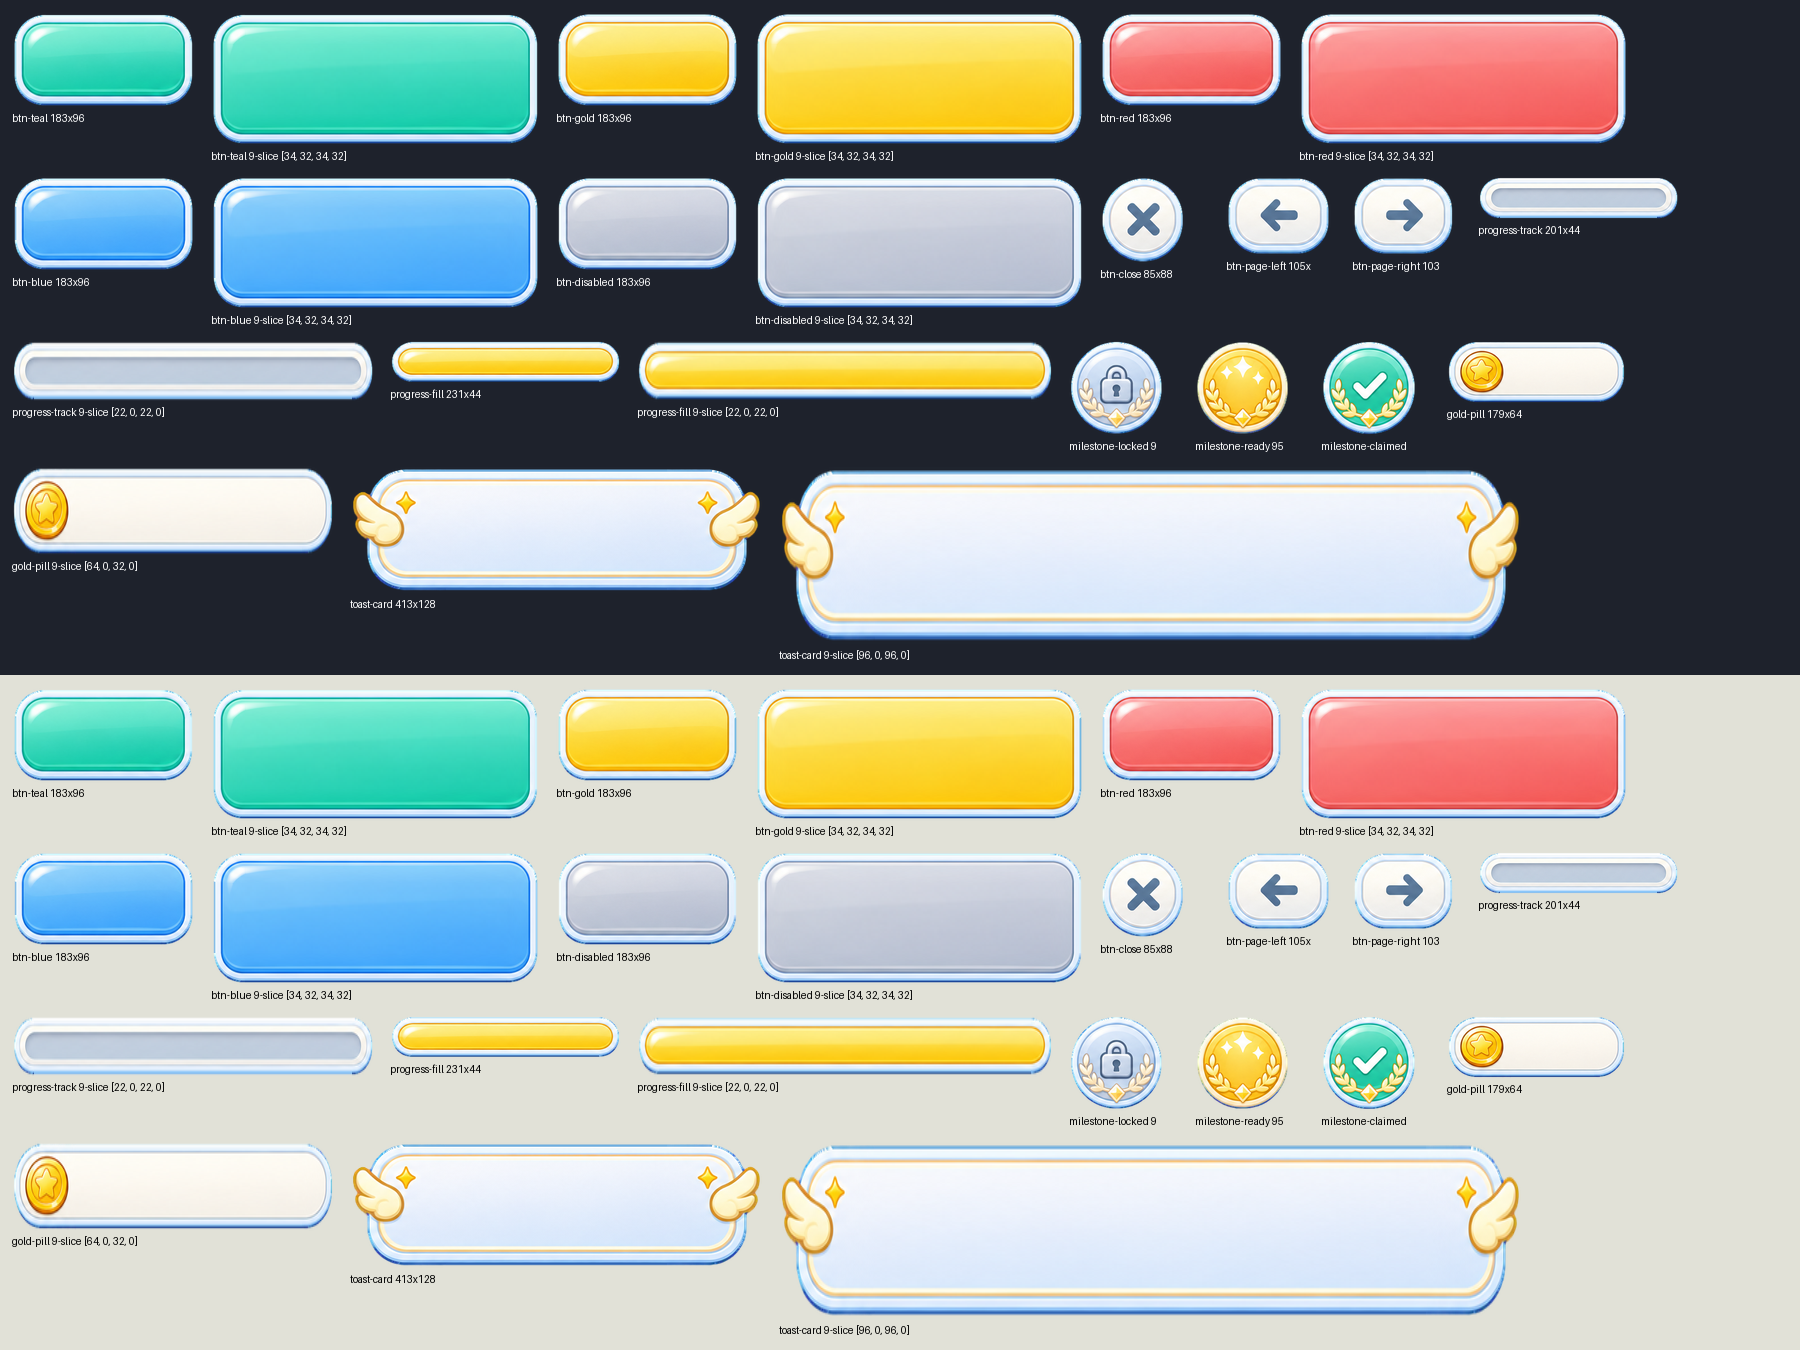 btn-teal 183x96
btn-gold 183x96
btn-red 183x96
btn-teal 9-slice [34, 32, 34, 32]
btn-gold 9-slice [34, 32, 34, 32]
btn-red 9-slice [34, 32, 34, 32]
progress-track 201x44
btn-close 85x88
btn-page-left 105x
btn-page-right 103
btn-blue 183x96
btn-disabled 183x96
btn-blue 9-slice [34, 32, 34, 32]
btn-disabled 9-slice [34, 32, 34, 32]
progress-fill 231x44
progress-track 9-slice [22, 0, 22, 0]
progress-fill 9-slice [22, 0, 22, 0]
gold-pill 179x64
milestone-locked 9
milestone-ready 95
milestone-claimed
gold-pill 9-slice [64, 0, 32, 0]
toast-card 413x128
toast-card 9-slice [96, 0, 96, 0]
btn-teal 183x96
btn-gold 183x96
btn-red 183x96
btn-teal 9-slice [34, 32, 34, 32]
btn-gold 9-slice [34, 32, 34, 32]
btn-red 9-slice [34, 32, 34, 32]
progress-track 201x44
btn-close 85x88
btn-page-left 105x
btn-page-right 103
btn-blue 183x96
btn-disabled 183x96
btn-blue 9-slice [34, 32, 34, 32]
btn-disabled 9-slice [34, 32, 34, 32]
progress-fill 231x44
progress-track 9-slice [22, 0, 22, 0]
progress-fill 9-slice [22, 0, 22, 0]
gold-pill 179x64
milestone-locked 9
milestone-ready 95
milestone-claimed
gold-pill 9-slice [64, 0, 32, 0]
toast-card 413x128
toast-card 9-slice [96, 0, 96, 0]